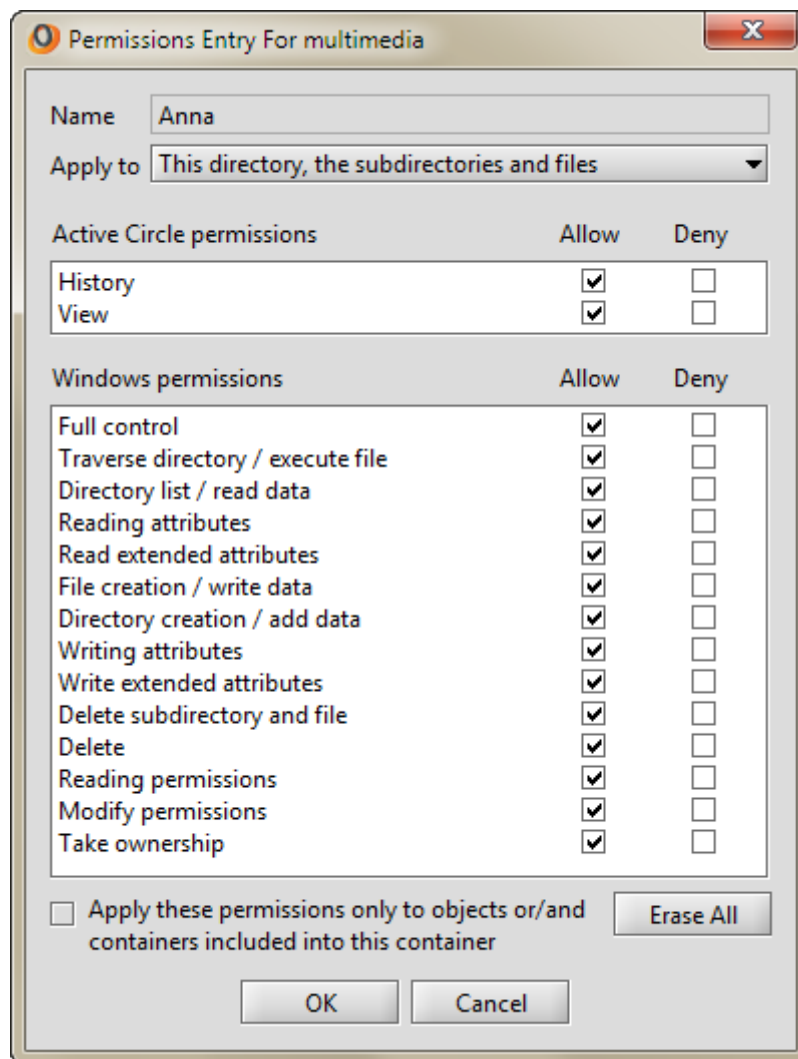 Permissions Entry For multimedia
Name Anna
Apply to This directory, the subdirectories and files
Active Circle permissions Allow Deny
History
View
Windows permissions Allow Deny
Full control
Traverse directory / execute file
Directory list / read data
Reading attributes
Read extended attributes
File creation / write data
Directory creation / add data
Writing attributes
Write extended attributes
Delete subdirectory and file
Delete
Reading permissions
Modify permissions
Take ownership
Apply these permissions only to objects or/and
containers included into this container
Erase All
OK Cancel